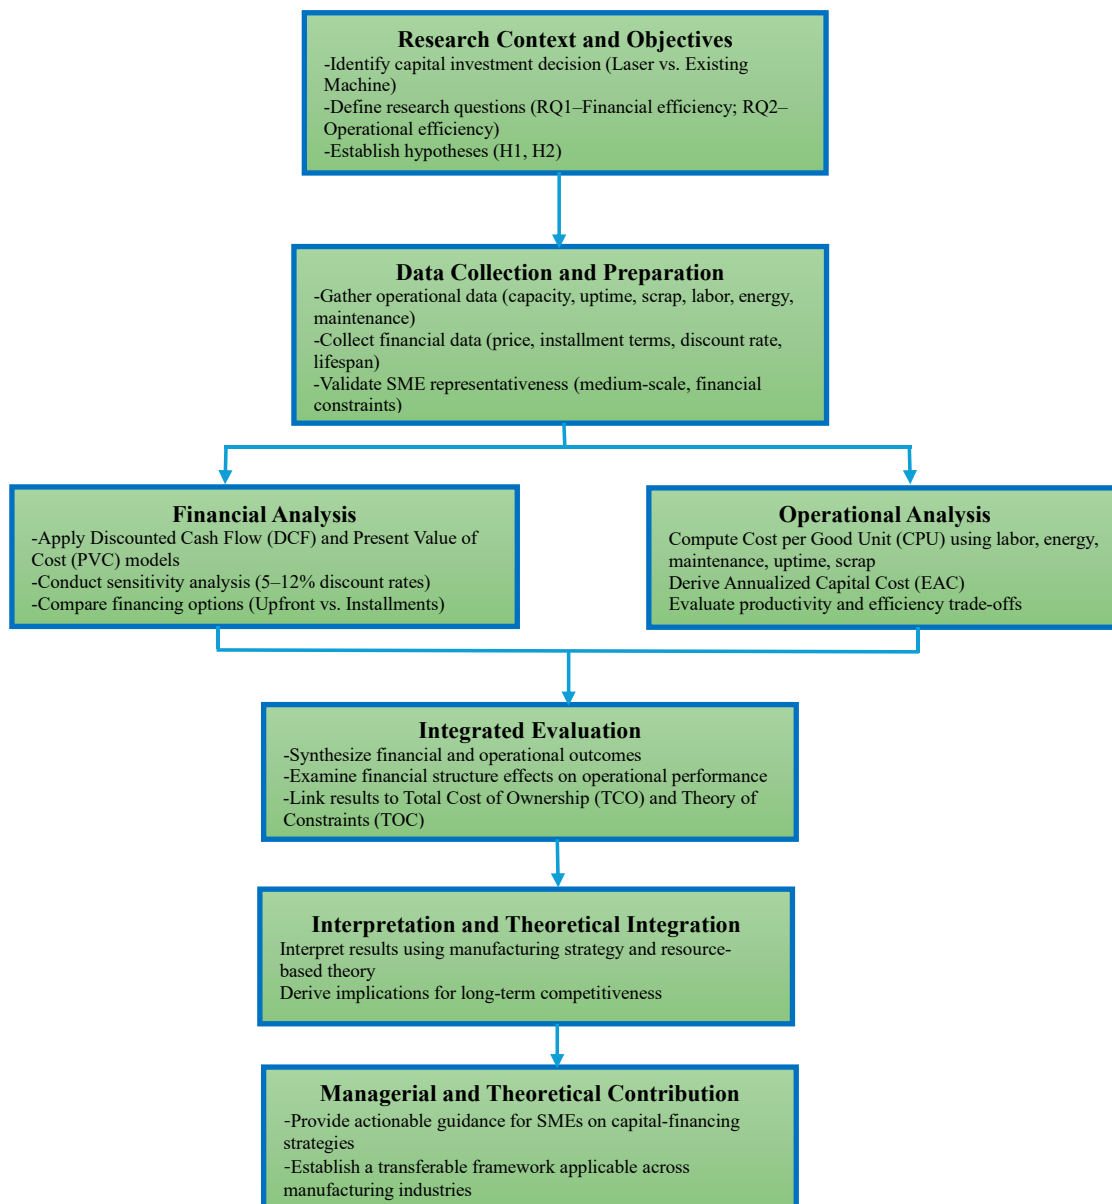 Research Context and Objectives
-Identify capital investment decision (Laser vs. Existing
Machine)
-Define research questions (RQ1–Financial efficiency; RQ2–
Operational efficiency)
-Establish hypotheses (H1, H2)
Data Collection and Preparation
-Gather operational data (capacity, uptime, scrap, labor, energy,
maintenance)
-Collect financial data (price, installment terms, discount rate,
lifespan)
-Validate SME representativeness (medium-scale, financial
constraints)
Financial Analysis
-Apply Discounted Cash Flow (DCF) and Present Value of
Cost (PVC) models
-Conduct sensitivity analysis (5–12% discount rates)
-Compare financing options (Upfront vs. Installments)
Operational Analysis
Compute Cost per Good Unit (CPU) using labor, energy,
maintenance, uptime, scrap
Derive Annualized Capital Cost (EAC)
Evaluate productivity and efficiency trade-offs
Integrated Evaluation
-Synthesize financial and operational outcomes
-Examine financial structure effects on operational performance
-Link results to Total Cost of Ownership (TCO) and Theory of
Constraints (TOC)
Interpretation and Theoretical Integration
Interpret results using manufacturing strategy and resource-
based theory
Derive implications for long-term competitiveness
Managerial and Theoretical Contribution
-Provide actionable guidance for SMEs on capital-financing
strategies
-Establish a transferable framework applicable across
manufacturing industries